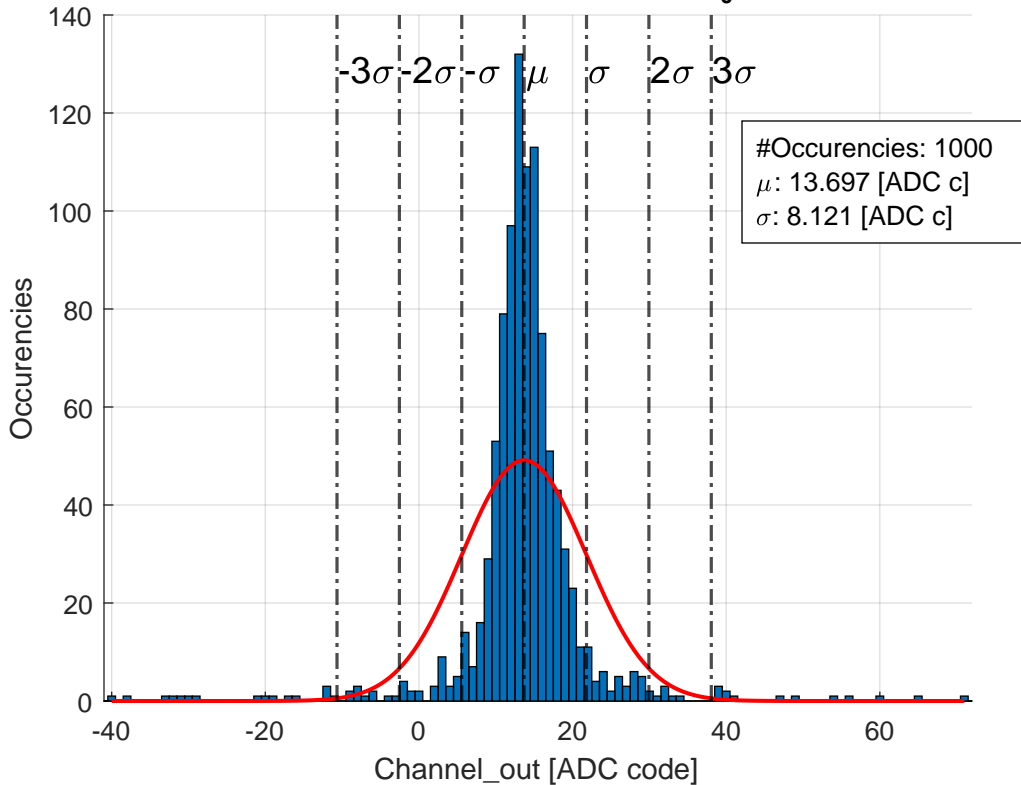 140
120
100
80
60
40
20
0
-3σ -2σ -σ μ σ 2σ 3σ
#Occurencies: 1000
μ: 13.697 [ADC c]
σ: 8.121 [ADC c]
Occurencies
-40 -20 0 20 40 60
Channel_out [ADC code]